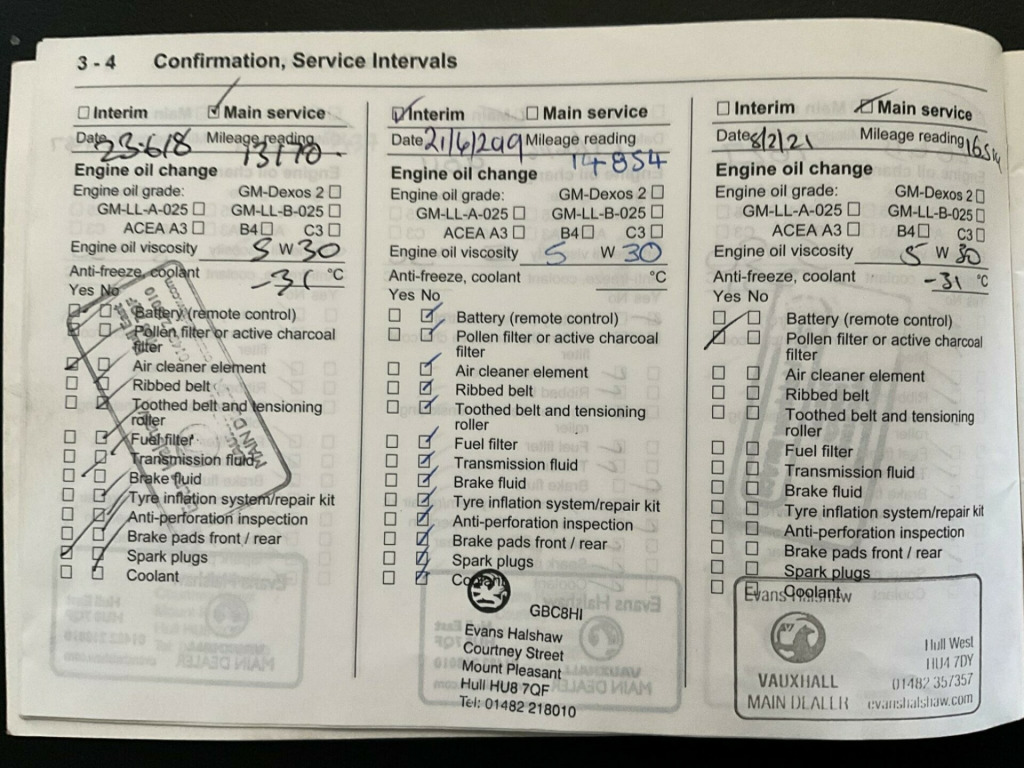 3 - 4 Confirmation, Service Intervals
Interim Main service
Date 23.6.18 Mileage reading
13170
Engine oil change
Engine oil grade: GM-Dexos 2
GM-LL-A-025 GM-LL-B-025
ACEA A3 B4 C3
Engine oil viscosity 5 W 30
Anti-freeze, coolant -31 °C
Yes No
Battery (remote control)
Pollen filter or active charcoal
filter
Air cleaner element
Ribbed belt
Toothed belt and tensioning
roller
Fuel filter
Transmission fluid
Brake fluid
Tyre inflation system/repair kit
Anti-perforation inspection
Brake pads front / rear
Spark plugs
Coolant
Interim Main service
Date 21/6/2019 Mileage reading
14854
Engine oil change
Engine oil grade: GM-Dexos 2
GM-LL-A-025 GM-LL-B-025
ACEA A3 B4 C3
Engine oil viscosity 5 W 30
Anti-freeze, coolant °C
Yes No
Battery (remote control)
Pollen filter or active charcoal
filter
Air cleaner element
Ribbed belt
Toothed belt and tensioning
roller
Fuel filter
Transmission fluid
Brake fluid
Tyre inflation system/repair kit
Anti-perforation inspection
Brake pads front / rear
Spark plugs
Coolant
GBC8HI
Evans Halshaw
Courtney Street
Mount Pleasant
Hull HU8 7QF
Tel: 01482 218010
Interim Main service
Date 8/2/21 Mileage reading
Engine oil change
Engine oil grade: GM-Dexos 2
GM-LL-A-025 GM-LL-B-025
ACEA A3 B4 C3
Engine oil viscosity 5 W 30
Anti-freeze, coolant -31 °C
Yes No
Battery (remote control)
Pollen filter or active charcoal
filter
Air cleaner element
Ribbed belt
Toothed belt and tensioning
roller
Fuel filter
Transmission fluid
Brake fluid
Tyre inflation system/repair kit
Anti-perforation inspection
Brake pads front / rear
Spark plugs
Coolant
Evans Halshaw
Hull West
HU4 7DY
VAUXHALL 01482 357357
MAIN DEALER evanshalshaw.com